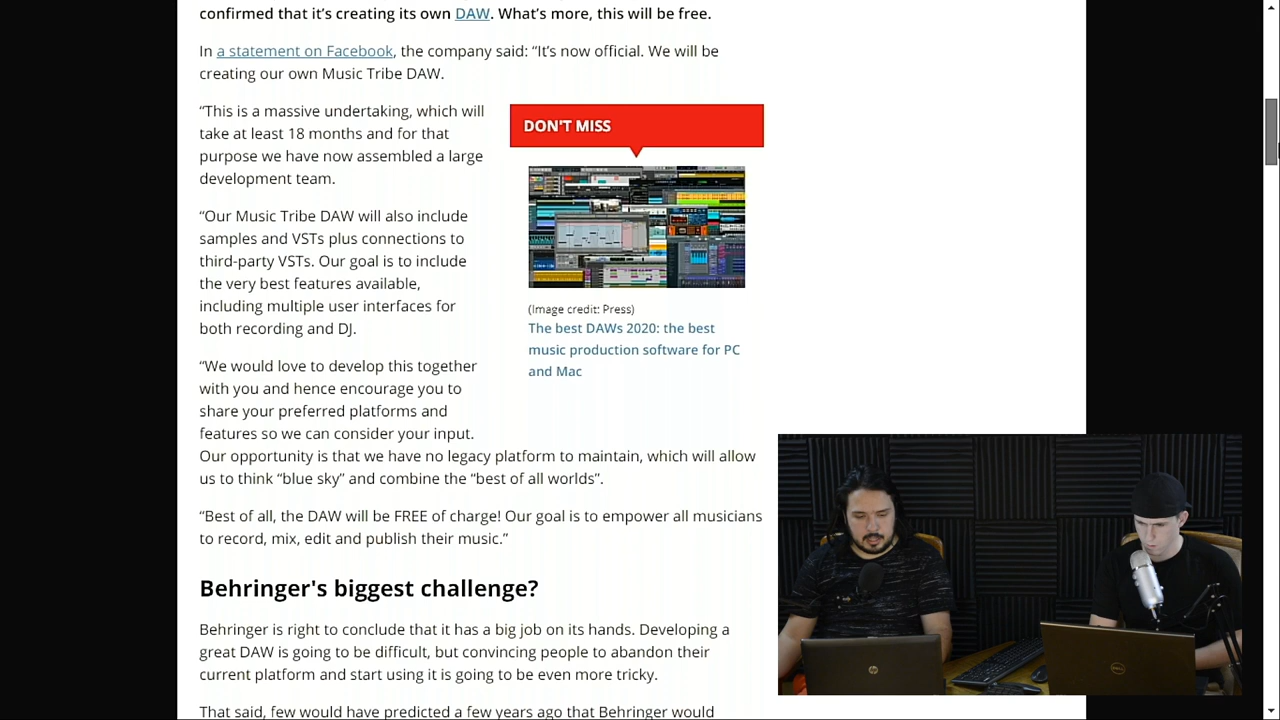 confirmed that it’s creating its own DAW. What’s more, this will be free.
In a statement on Facebook, the company said: “It’s now official. We will be
creating our own Music Tribe DAW.
“This is a massive undertaking, which will
take at least 18 months and for that
purpose we have now assembled a large
development team.
“Our Music Tribe DAW will also include
samples and VSTs plus connections to
third-party VSTs. Our goal is to include
the very best features available,
including multiple user interfaces for
both recording and DJ.
“We would love to develop this together
with you and hence encourage you to
share your preferred platforms and
features so we can consider your input.
Our opportunity is that we have no legacy platform to maintain, which will allow
us to think “blue sky” and combine the “best of all worlds”.
“Best of all, the DAW will be FREE of charge! Our goal is to empower all musicians
to record, mix, edit and publish their music.”
DON'T MISS
(Image credit: Press)
The best DAWs 2020: the best
music production software for PC
and Mac
Behringer's biggest challenge?
Behringer is right to conclude that it has a big job on its hands. Developing a
great DAW is going to be difficult, but convincing people to abandon their
current platform and start using it is going to be even more tricky.
That said, few would have predicted a few years ago that Behringer would
hp
DELL